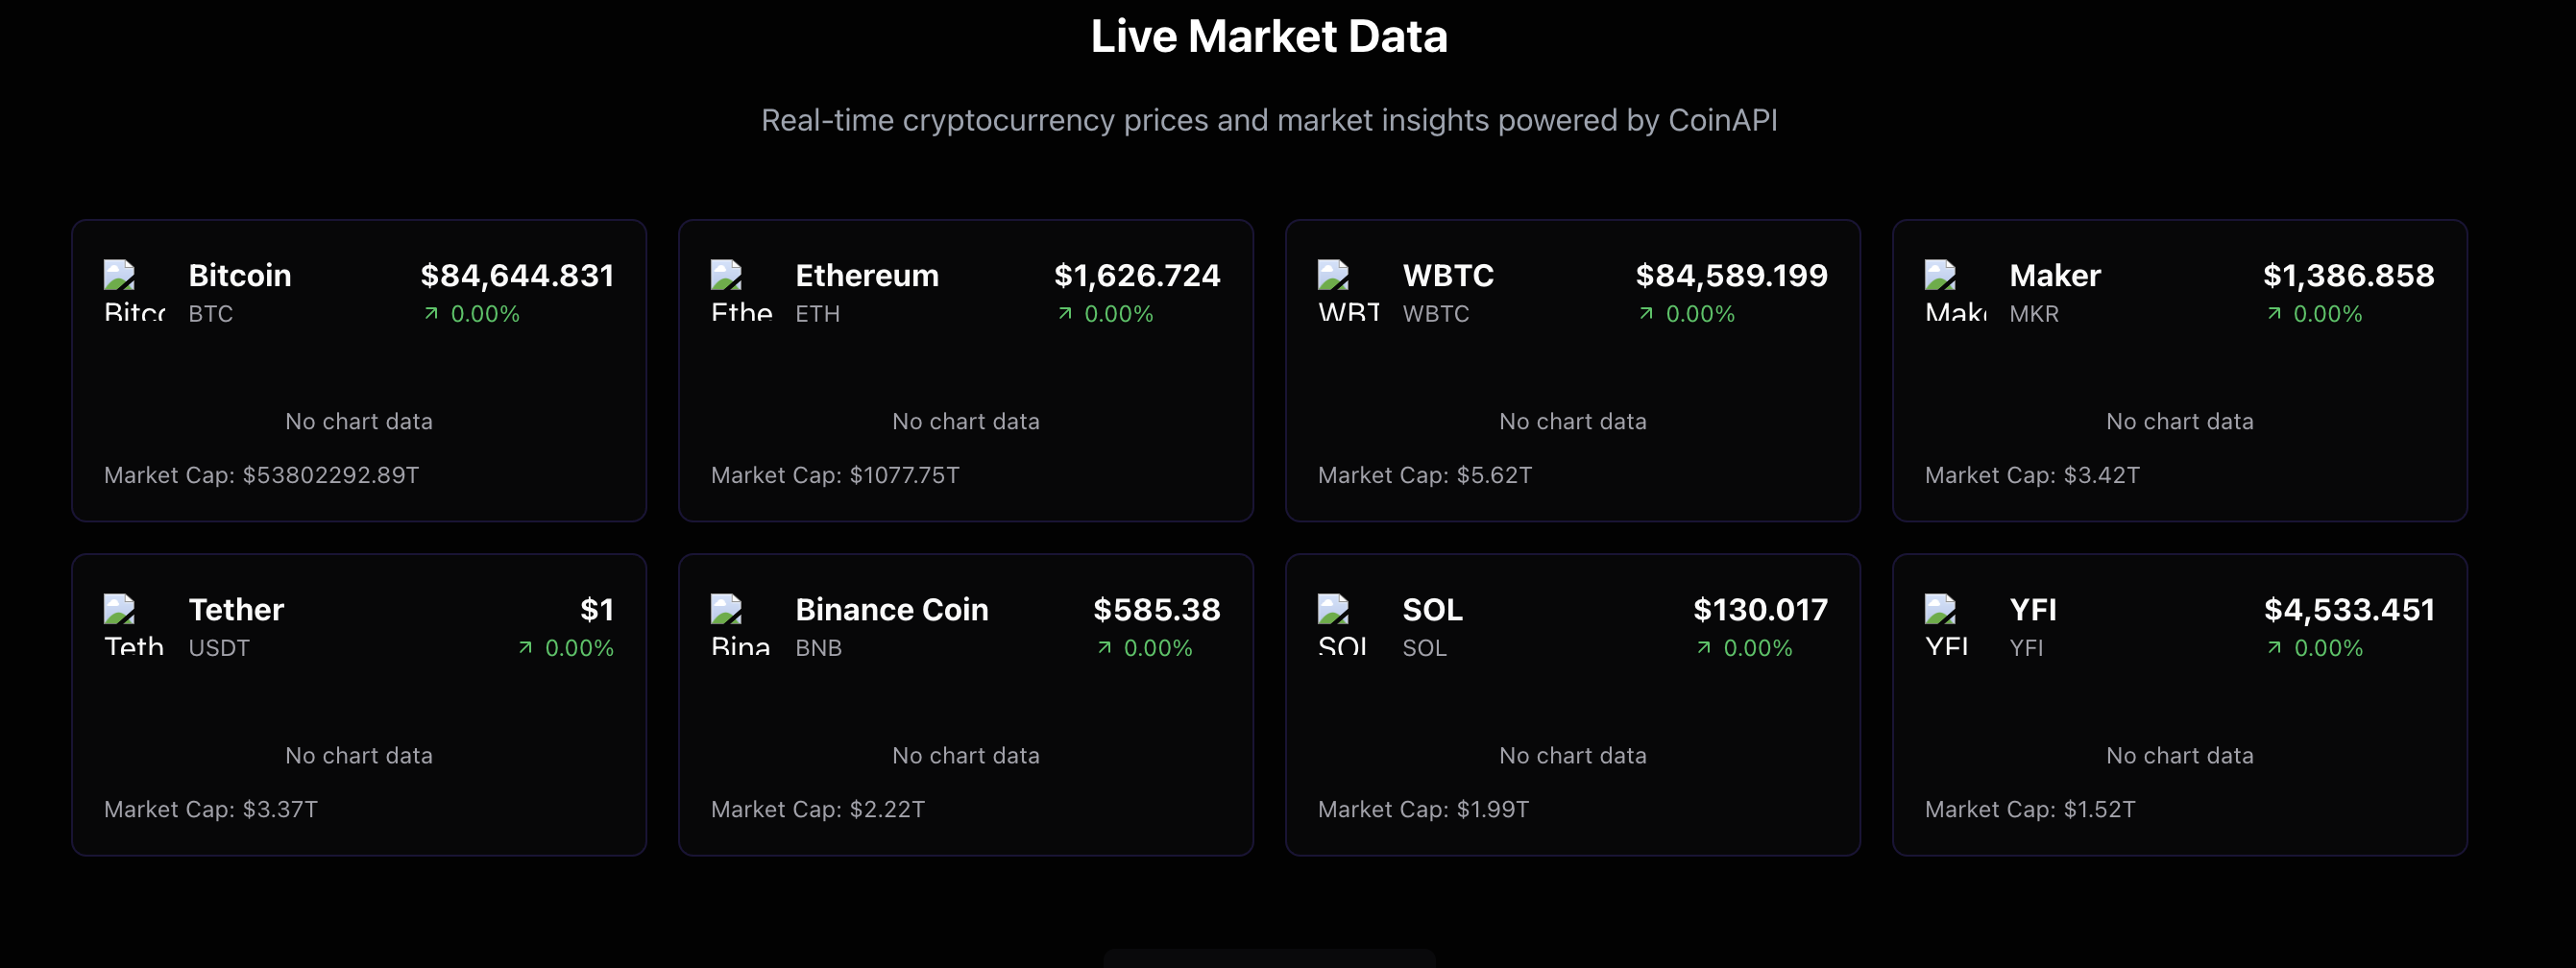 Live Market Data
Real-time cryptocurrency prices and market insights powered by CoinAPI
Bitcoin
$84,644.831
Bitc
BTC
0.00%
No chart data
Market Cap: $53802292.89T
Ethereum
$1,626.724
Ethe
ETH
0.00%
No chart data
Market Cap: $1077.75T
WBTC
$84,589.199
WBT
WBTC
0.00%
No chart data
Market Cap: $5.62T
Maker
$1,386.858
Mak
MKR
0.00%
No chart data
Market Cap: $3.42T
Tether
$1
Teth
USDT
0.00%
No chart data
Market Cap: $3.37T
Binance Coin
$585.38
Bina
BNB
0.00%
No chart data
Market Cap: $2.22T
SOL
$130.017
SOL
SOL
0.00%
No chart data
Market Cap: $1.99T
YFI
$4,533.451
YFI
YFI
0.00%
No chart data
Market Cap: $1.52T